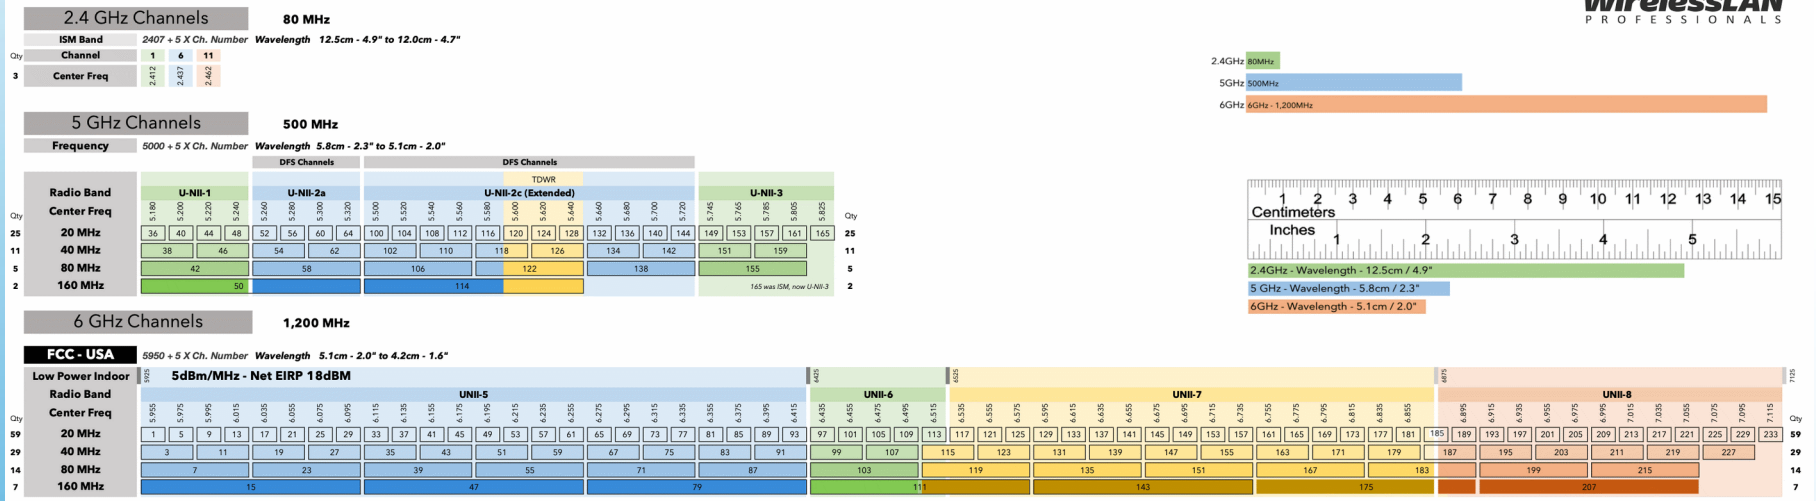 WirelessLAN
PROFESSIONALS
2.4 GHz Channels 80 MHz
ISM Band 2407 + 5 X Ch. Number Wavelength 12.5cm - 4.9" to 12.0cm - 4.7"
Qty Channel 1 6 11
3 Center Freq 2.412 2.437 2.462
2.4GHz 80MHz
5GHz 500MHz
6GHz 6GHz - 1,200MHz
5 GHz Channels 500 MHz
Frequency 5000 + 5 X Ch. Number Wavelength 5.8cm - 2.3" to 5.1cm - 2.0"
DFS Channels DFS Channels
TDWR
Radio Band U-NII-1 U-NII-2a U-NII-2c (Extended) U-NII-3
Qty Center Freq 5.180 5.200 5.220 5.240 5.260 5.280 5.300 5.320 5.500 5.520 5.540 5.560 5.580 5.600 5.620 5.640 5.660 5.680 5.700 5.720 5.745 5.765 5.785 5.805 5.825 Qty
25 20 MHz 36 40 44 48 52 56 60 64 100 104 108 112 116 120 124 128 132 136 140 144 149 153 157 161 165 25
11 40 MHz 38 46 54 62 102 110 118 126 134 142 151 159 11
5 80 MHz 42 58 106 122 138 155 5
2 160 MHz 50 114 165 was ISM, now U-NII-3 2
1 2 3 4 5 6 7 8 9 10 11 12 13 14 15
Centimeters
Inches
1 2 3 4 5
2.4GHz - Wavelength - 12.5cm / 4.9"
5 GHz - Wavelength - 5.8cm / 2.3"
6GHz - Wavelength - 5.1cm / 2.0"
6 GHz Channels 1,200 MHz
FCC - USA 5950 + 5 X Ch. Number Wavelength 5.1cm - 2.0" to 4.2cm - 1.6"
Low Power Indoor 5925 5dBm/MHz - Net EIRP 18dBM 6425 6525 6875 7125
Radio Band UNII-5 UNII-6 UNII-7 UNII-8
Qty Center Freq 5.955 5.975 5.995 6.015 6.035 6.055 6.075 6.095 6.115 6.135 6.155 6.175 6.195 6.215 6.235 6.255 6.275 6.295 6.315 6.335 6.355 6.375 6.395 6.415 6.435 6.455 6.475 6.495 6.515 6.535 6.555 6.575 6.595 6.615 6.635 6.655 6.675 6.695 6.715 6.735 6.755 6.775 6.795 6.815 6.835 6.855 6.895 6.915 6.935 6.955 6.975 6.995 7.015 7.035 7.055 7.075 7.095 7.115 Qty
59 20 MHz 1 5 9 13 17 21 25 29 33 37 41 45 49 53 57 61 65 69 73 77 81 85 89 93 97 101 105 109 113 117 121 125 129 133 137 141 145 149 153 157 161 165 169 173 177 181 185 189 193 197 201 205 209 213 217 221 225 229 233 59
29 40 MHz 3 11 19 27 35 43 51 59 67 75 83 91 99 107 115 123 131 139 147 155 163 171 179 187 195 203 211 219 227 29
14 80 MHz 7 23 39 55 71 87 103 119 135 151 167 183 199 215 14
7 160 MHz 15 47 79 111 143 175 207 7